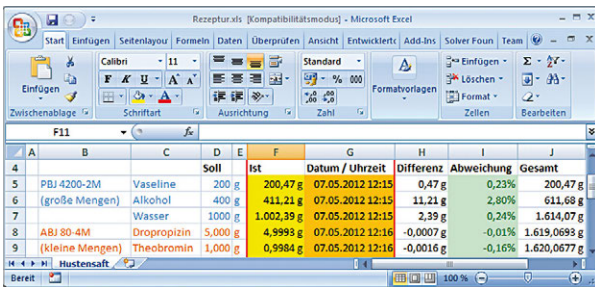 Rezeptur.xls [Kompatibilitätsmodus] - Microsoft Excel
Start Einfügen Seitenlayou Formeln Daten Überprüfen Ansicht Entwicklertc Add-Ins Solver Foun Team
Calibri 11 Standard Einfügen
F K U A A % 000 Löschen
Einfügen Formatvorlagen Format
Zwischenablage Schriftart Ausrichtung Zahl Zellen Bearbeiten
F11 fx
A B C D E F G H I J
4 Soll Ist Datum / Uhrzeit Differenz Abweichung Gesamt
5 PBJ 4200-2M Vaseline 200 g 200,47 g 07.05.2012 12:15 0,47 g 0,23% 200,47 g
6 (große Mengen) Alkohol 400 g 411,21 g 07.05.2012 12:15 11,21 g 2,80% 611,68 g
7 Wasser 1000 g 1.002,39 g 07.05.2012 12:15 2,39 g 0,24% 1.614,07 g
8 ABJ 80-4M Dropropizin 5,000 g 4,9993 g 07.05.2012 12:16 -0,0007 g -0,01% 1.619,0693 g
9 (kleine Mengen) Theobromin 1,000 g 0,9984 g 07.05.2012 12:16 -0,0016 g -0,16% 1.620,0677 g
Hustensaft
Bereit 100 %